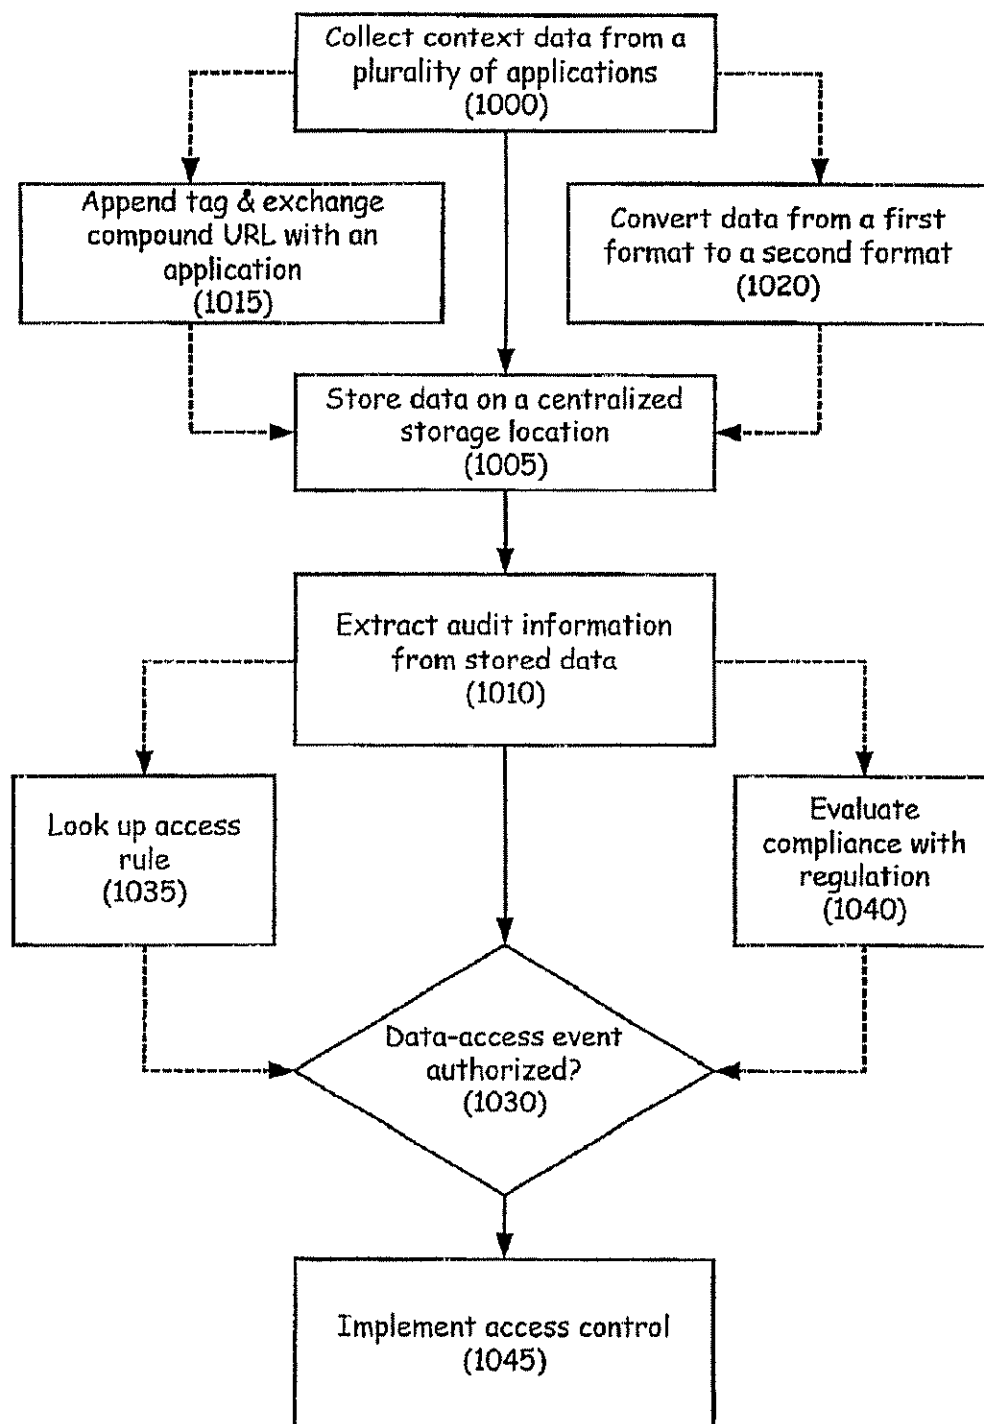 Collect context data from a
plurality of applications
(1000)
Append tag & exchange
compound URL with an
application
(1015)
Convert data from a first
format to a second format
(1020)
Store data on a centralized
storage location
(1005)
Extract audit information
from stored data
(1010)
Look up access
rule
(1035)
Evaluate
compliance with
regulation
(1040)
Data-access event
authorized?
(1030)
Implement access control
(1045)